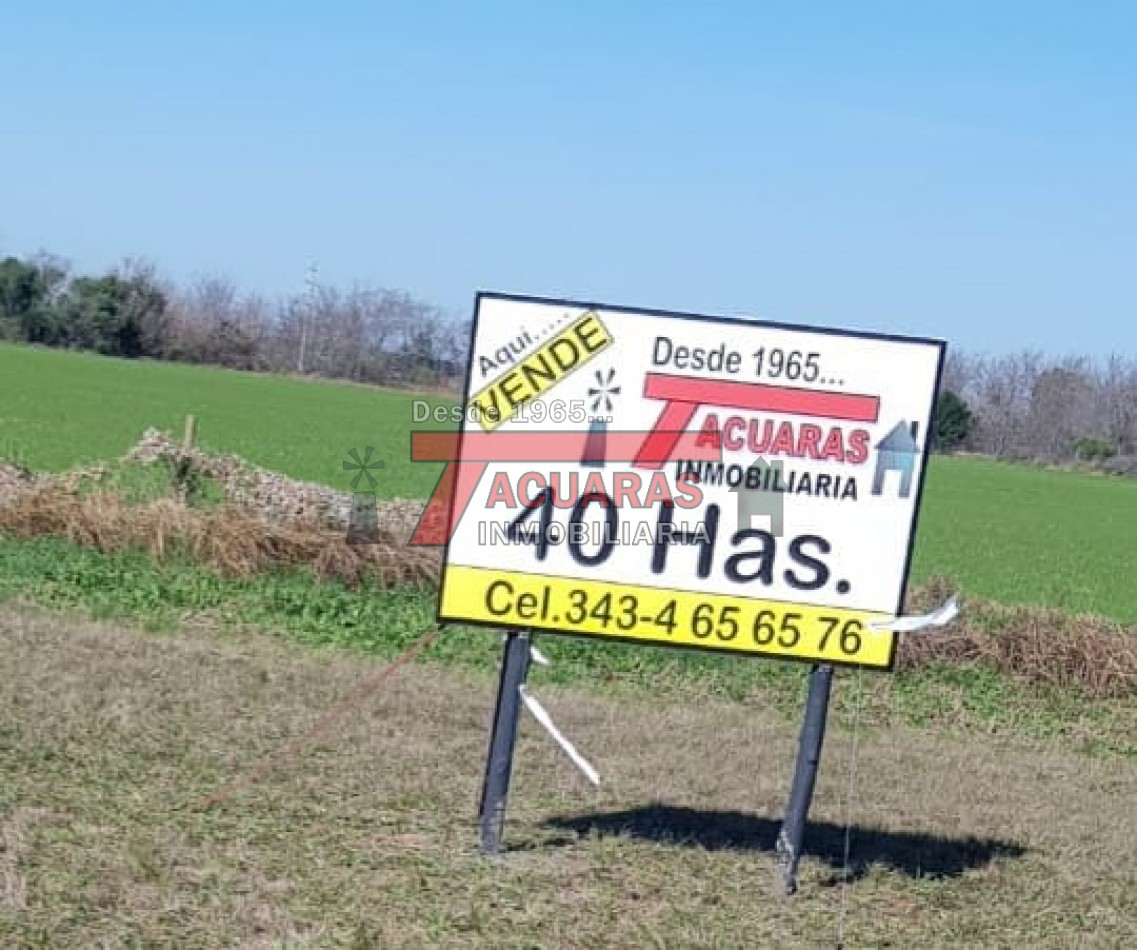 Aqui.....
VENDE
Desde 1965...
TACUARAS
INMOBILIARIA
40 Has.
Cel.343-4 65 65 76
Desde 1965...
TACUARAS
INMOBILIARIA